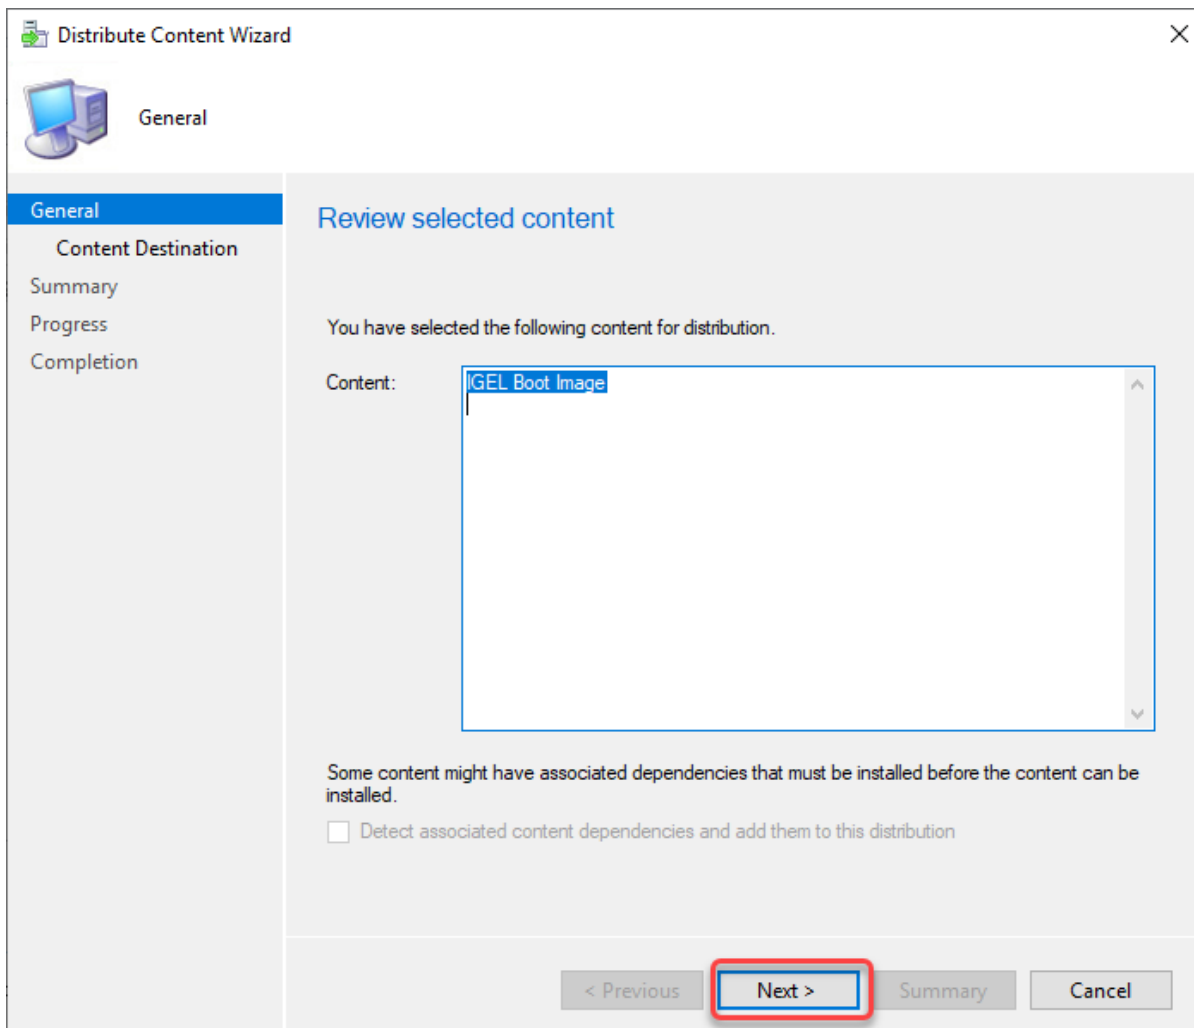 Distribute Content Wizard
General
General
Content Destination
Summary
Progress
Completion
Review selected content
You have selected the following content for distribution.
Content:
IGEL Boot Image
Some content might have associated dependencies that must be installed before the content can be
installed.
Detect associated content dependencies and add them to this distribution
< Previous
Next >
Summary
Cancel